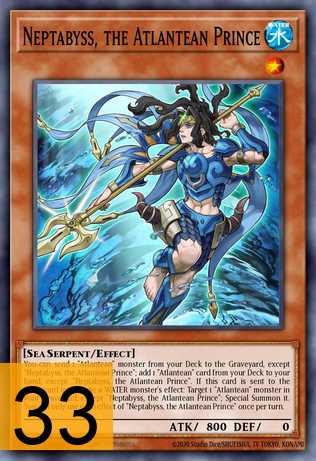 Neptabyss, the Atlantean Prince
WATER
水
[Sea Serpent/Effect]
You can send 1 "Atlantean" monster from your Deck to the Graveyard, except
"Neptabyss, the Atlantean Prince"; add 1 "Atlantean" card from your Deck to your
hand, except "Neptabyss, the Atlantean Prince". If this card is sent to the
a WATER monster's effect: Target 1 "Atlantean" monster in
Special Summon it.
effect of "Neptabyss, the Atlantean Prince" once per turn.
ATK/ 800 DEF/ 0
33
©2020 Studio Dice/SHUEISHA, TV TOKYO, KONAMI